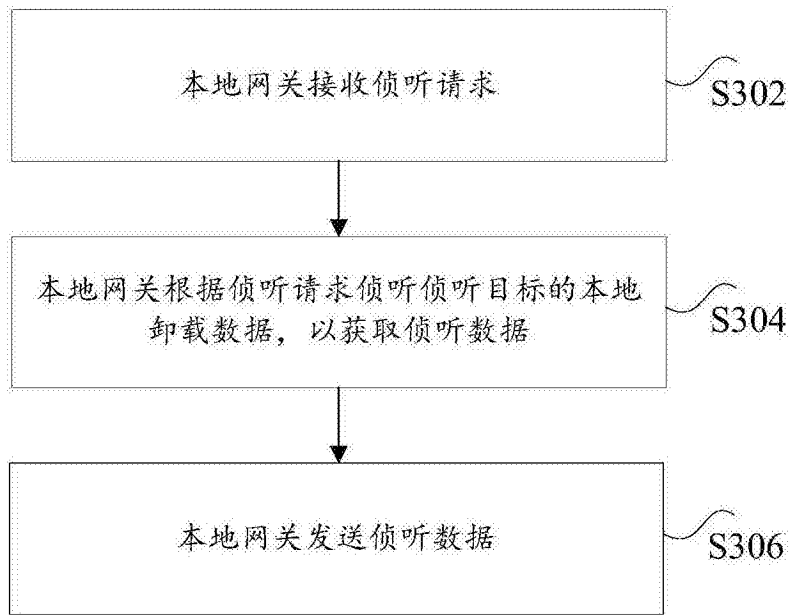 本地网关接收侦听请求
S302
本地网关根据侦听请求侦听侦听目标的本地
卸载数据，以获取侦听数据
S304
本地网关发送侦听数据
S306